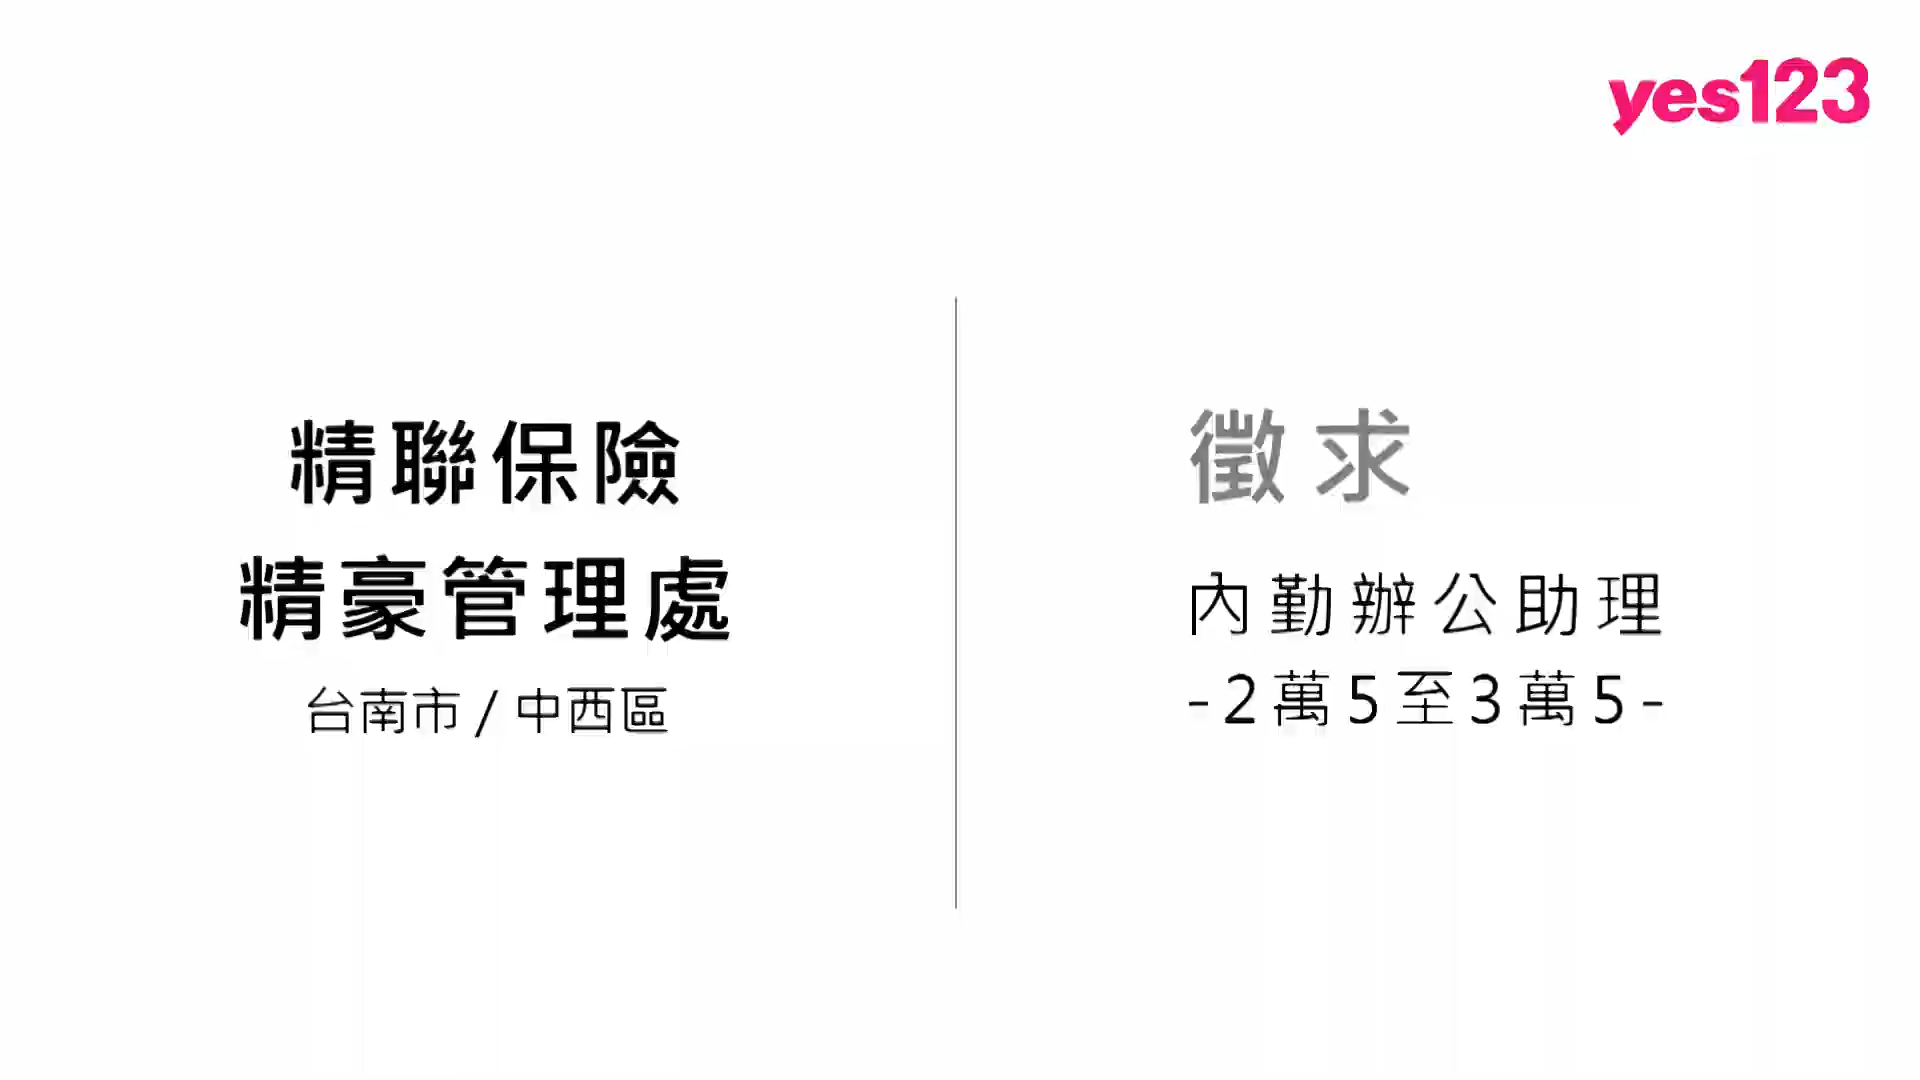 yes123
精聯保險
精豪管理處
台南市/中西區
徵求
內勤辦公助理
-2萬5至3萬5-